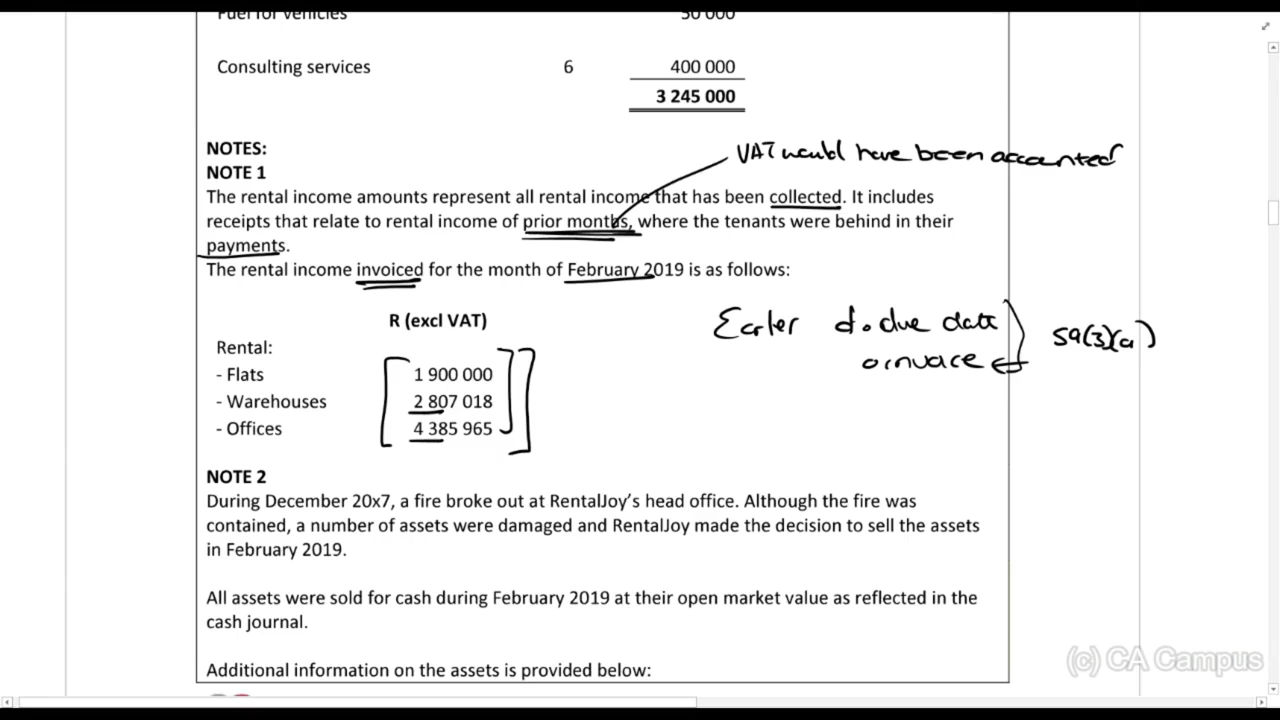 Fuel for vehicles 50 000
Consulting services 6 400 000
3 245 000
NOTES:
VAT would have been accounted
NOTE 1
The rental income amounts represent all rental income that has been collected. It includes
receipts that relate to rental income of prior months, where the tenants were behind in their
payments.
The rental income invoiced for the month of February 2019 is as follows:
R (excl VAT)
Earlier of due date
or invoice
S9(3)(a)
Rental:
- Flats 1 900 000
- Warehouses 2 807 018
- Offices 4 385 965
NOTE 2
During December 20x7, a fire broke out at RentalJoy's head office. Although the fire was
contained, a number of assets were damaged and RentalJoy made the decision to sell the assets
in February 2019.
All assets were sold for cash during February 2019 at their open market value as reflected in the
cash journal.
(c) CA Campus
Additional information on the assets is provided below: